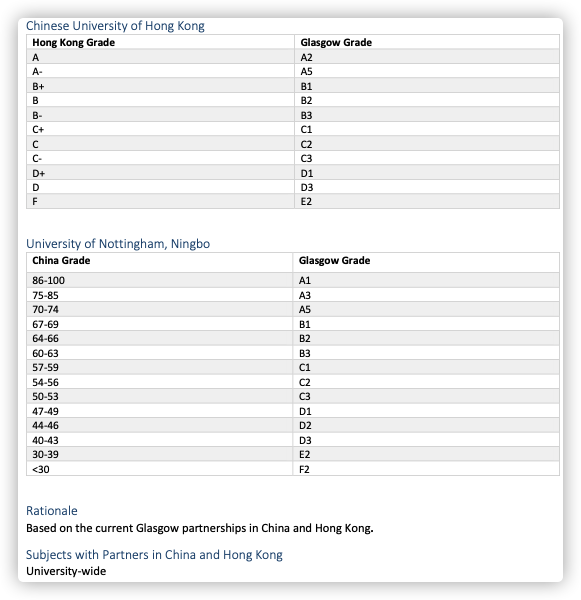 Chinese University of Hong Kong
Hong Kong Grade Glasgow Grade
A A2
A- A5
B+ B1
B B2
B- B3
C+ C1
C C2
C- C3
D+ D1
D D3
F E2
University of Nottingham, Ningbo
China Grade Glasgow Grade
86-100 A1
75-85 A3
70-74 A5
67-69 B1
64-66 B2
60-63 B3
57-59 C1
54-56 C2
50-53 C3
47-49 D1
44-46 D2
40-43 D3
30-39 E2
<30 F2
Rationale
Based on the current Glasgow partnerships in China and Hong Kong.
Subjects with Partners in China and Hong Kong
University-wide